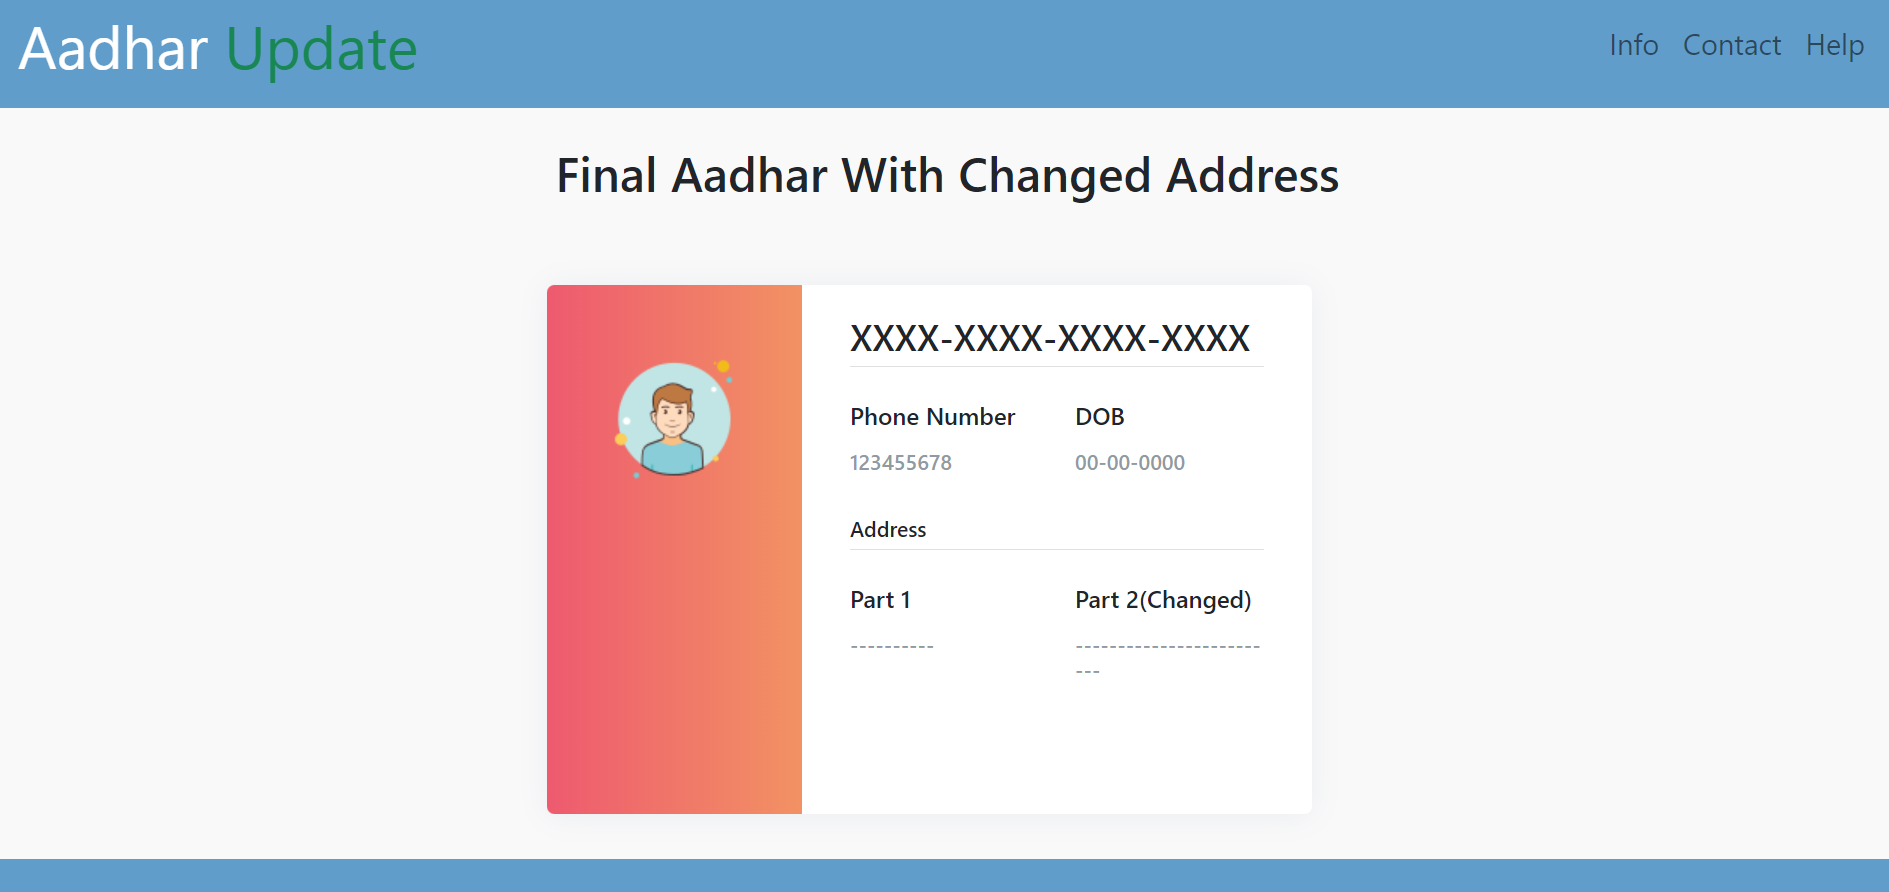 Aadhar Update
Info Contact Help
Final Aadhar With Changed Address
XXXX-XXXX-XXXX-XXXX
Phone Number DOB
123455678 00-00-0000
Address
Part 1 Part 2(Changed)
---------- ----------------------
---